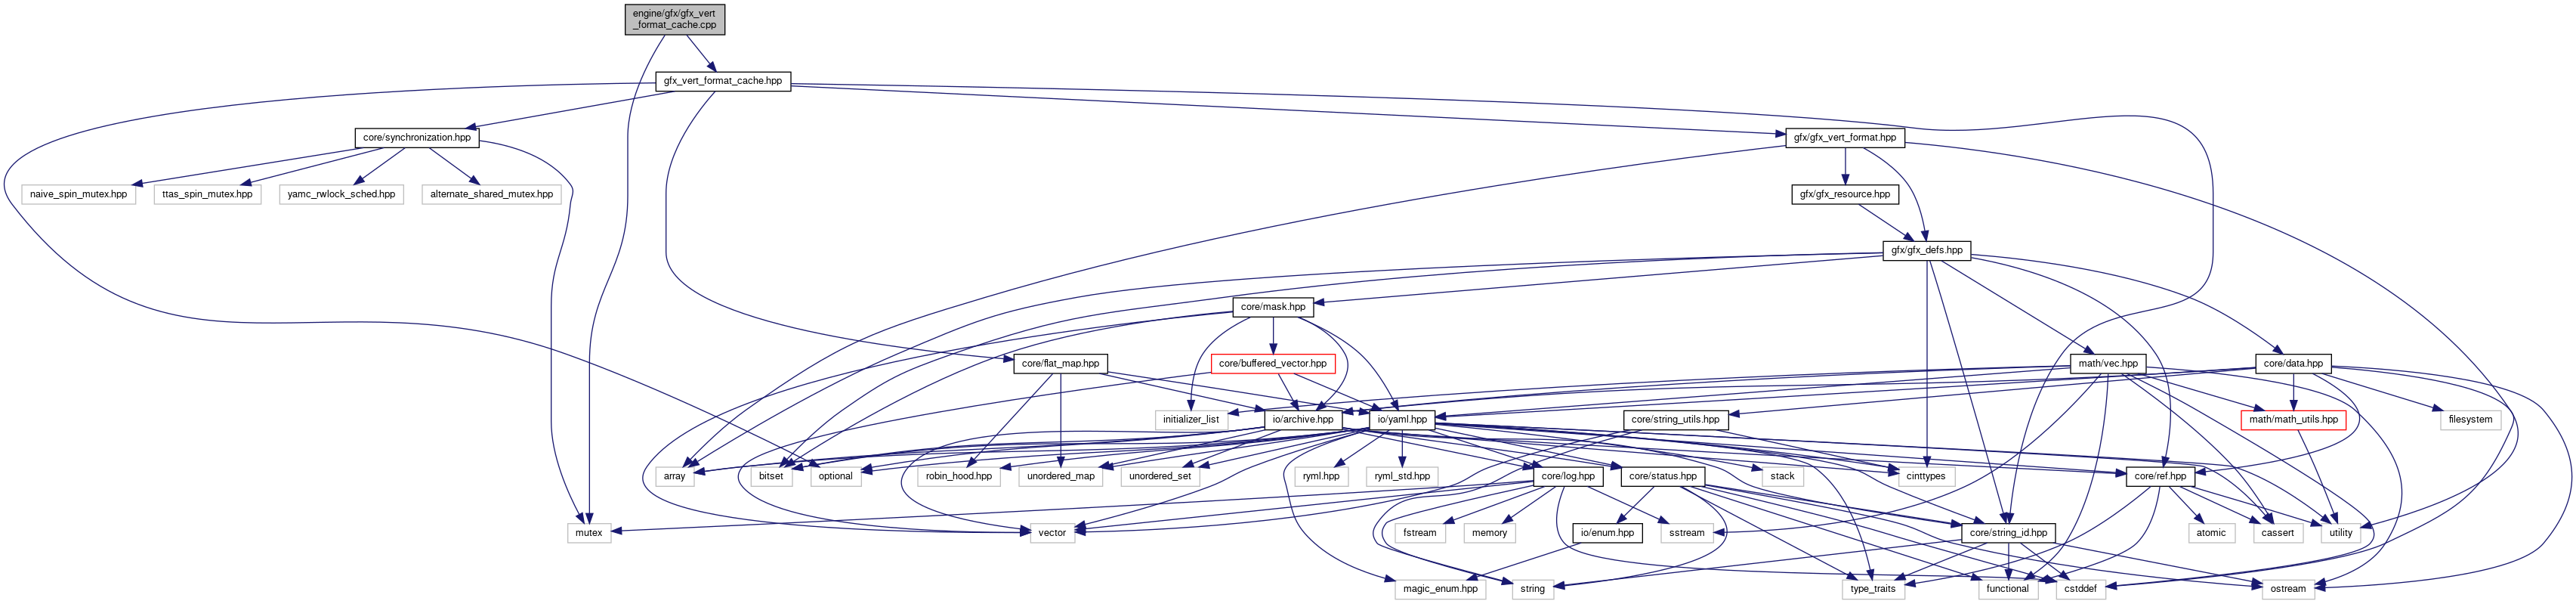 engine/gfx/gfx_vert
_format_cache.cpp
gfx_vert_format_cache.hpp
core/synchronization.hpp
gfx/gfx_vert_format.hpp
naive_spin_mutex.hpp
ttas_spin_mutex.hpp
yamc_rwlock_sched.hpp
alternate_shared_mutex.hpp
gfx/gfx_resource.hpp
gfx/gfx_defs.hpp
core/mask.hpp
core/flat_map.hpp
core/buffered_vector.hpp
math/vec.hpp
core/data.hpp
initializer_list
io/archive.hpp
io/yaml.hpp
core/string_utils.hpp
math/math_utils.hpp
filesystem
array
bitset
optional
robin_hood.hpp
unordered_map
unordered_set
ryml.hpp
ryml_std.hpp
core/log.hpp
core/status.hpp
stack
cinttypes
core/ref.hpp
mutex
vector
fstream
memory
io/enum.hpp
sstream
core/string_id.hpp
atomic
cassert
utility
magic_enum.hpp
string
type_traits
functional
cstddef
ostream